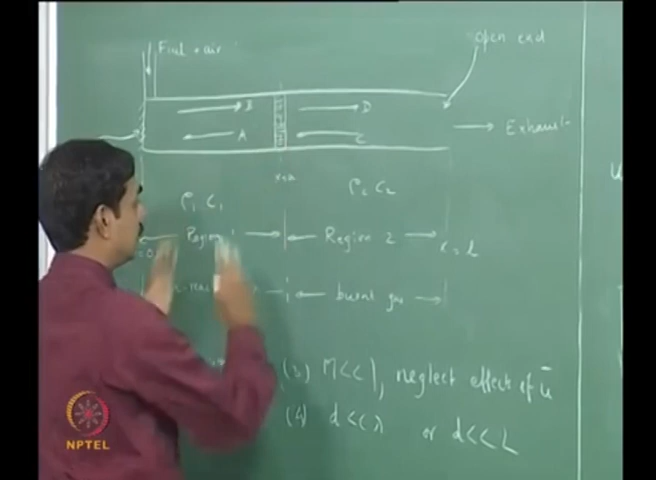 Fuel + air
open end
B D
A C
Exhaust
x=a
ρ1 C1 ρ2 C2
Region 1 Region 2
=0 x=L
burnt gas
(3) M<<1, neglect effect of ū
(4) d<<λ or d<<L
NPTEL